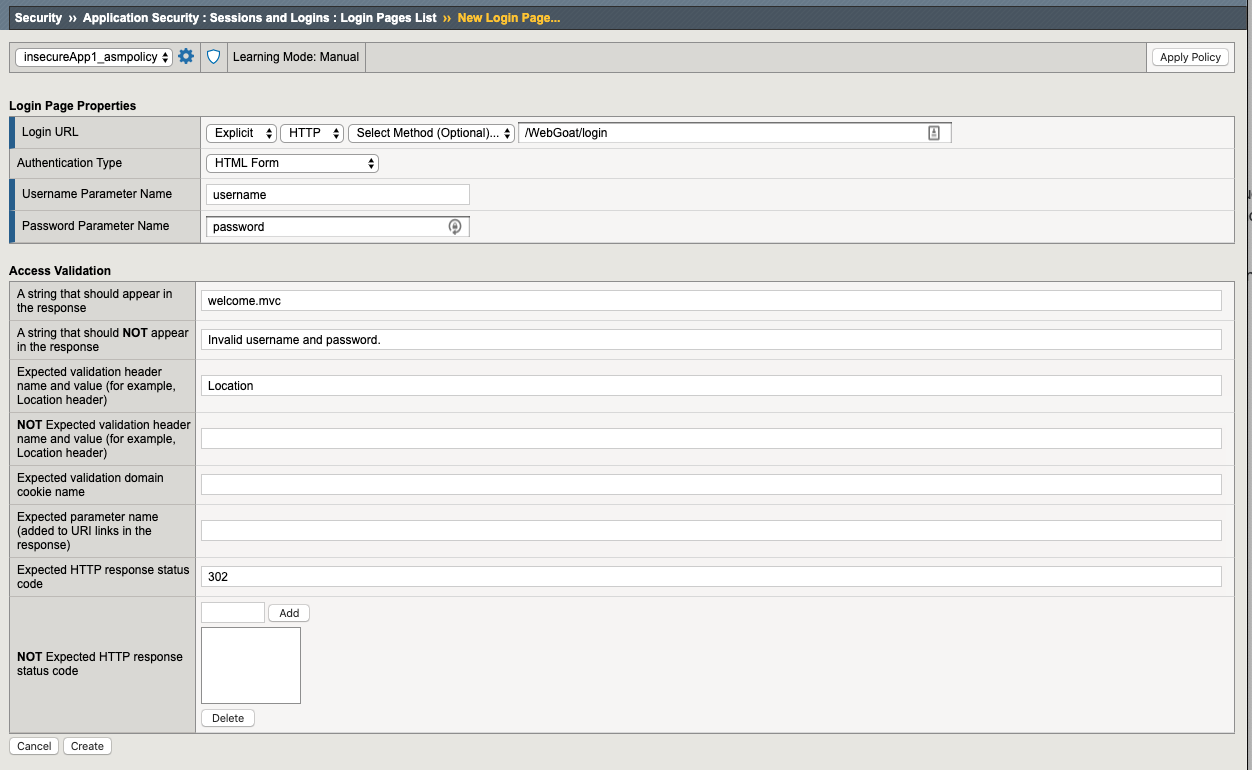 Security ›› Application Security : Sessions and Logins : Login Pages List ›› New Login Page...
insecureApp1_asmpolicy Learning Mode: Manual Apply Policy
Login Page Properties
Login URL Explicit HTTP Select Method (Optional)... /WebGoat/login
Authentication Type HTML Form
Username Parameter Name username
Password Parameter Name password
Access Validation
A string that should appear in
the response
welcome.mvc
A string that should NOT appear
in the response
Invalid username and password.
Expected validation header
name and value (for example,
Location header)
Location
NOT Expected validation header
name and value (for example,
Location header)
Expected validation domain
cookie name
Expected parameter name
(added to URI links in the
response)
Expected HTTP response status
code
302
NOT Expected HTTP response
status code
Add
Delete
Cancel Create